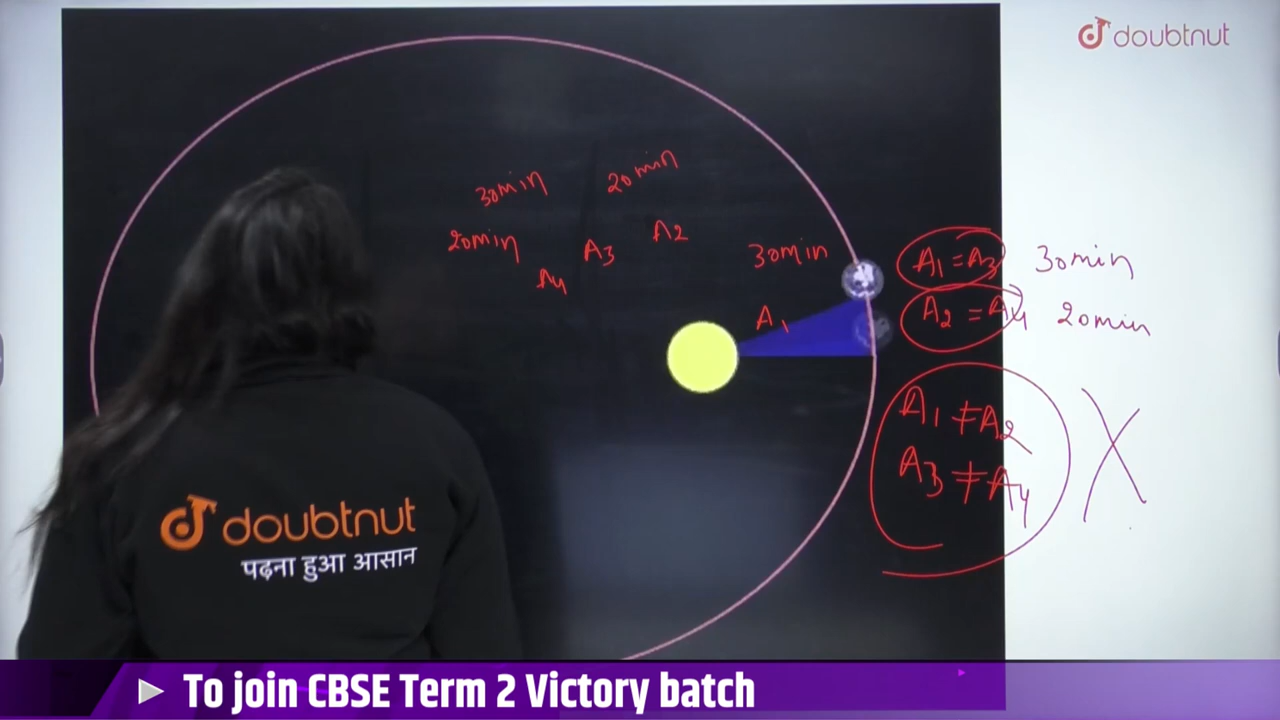 doubtnut
30min
20min
20min
A3
A2
A4
30min
A1
A1 = A3 30min
A2 = A4 20min
A1 ≠ A2
A3 ≠ A4
X
doubtnut
पढ़ना हुआ आसान
To join CBSE Term 2 Victory batch